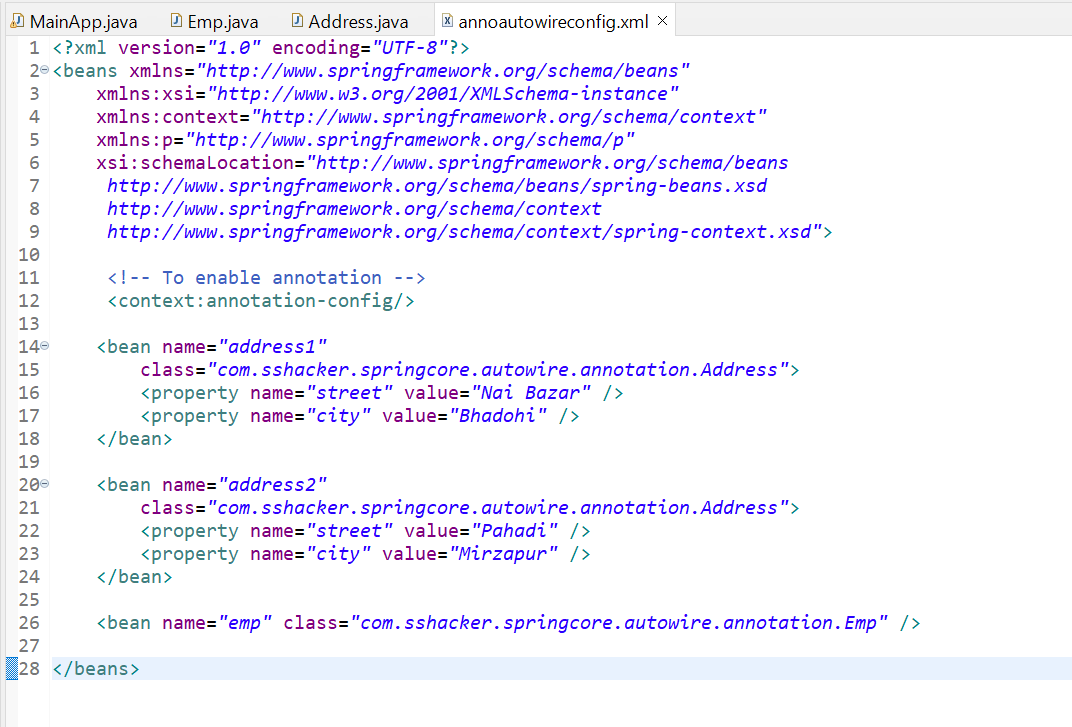 MainApp.java Emp.java Address.java annoautowireconfig.xml
1 <?xml version="1.0" encoding="UTF-8"?>
2 <beans xmlns="http://www.springframework.org/schema/beans"
3     xmlns:xsi="http://www.w3.org/2001/XMLSchema-instance"
4     xmlns:context="http://www.springframework.org/schema/context"
5     xmlns:p="http://www.springframework.org/schema/p"
6     xsi:schemaLocation="http://www.springframework.org/schema/beans
7      http://www.springframework.org/schema/beans/spring-beans.xsd
8      http://www.springframework.org/schema/context
9      http://www.springframework.org/schema/context/spring-context.xsd">
10
11      <!-- To enable annotation -->
12      <context:annotation-config/>
13
14     <bean name="address1"
15         class="com.sshacker.springcore.autowire.annotation.Address">
16         <property name="street" value="Nai Bazar" />
17         <property name="city" value="Bhadohi" />
18     </bean>
19
20     <bean name="address2"
21         class="com.sshacker.springcore.autowire.annotation.Address">
22         <property name="street" value="Pahadi" />
23         <property name="city" value="Mirzapur" />
24     </bean>
25
26     <bean name="emp" class="com.sshacker.springcore.autowire.annotation.Emp" />
27
28 </beans>